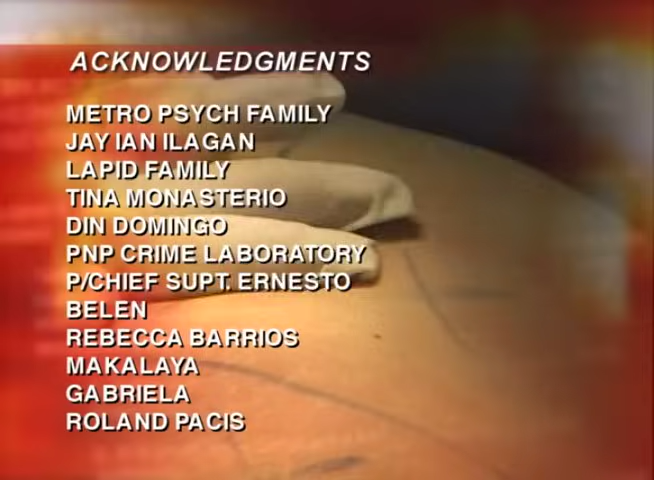 ACKNOWLEDGMENTS
METRO PSYCH FAMILY
JAY IAN ILAGAN
LAPID FAMILY
TINA MONASTERIO
DIN DOMINGO
PNP CRIME LABORATORY
P/CHIEF SUPT. ERNESTO
BELEN
REBECCA BARRIOS
MAKALAYA
GABRIELA
ROLAND PACIS